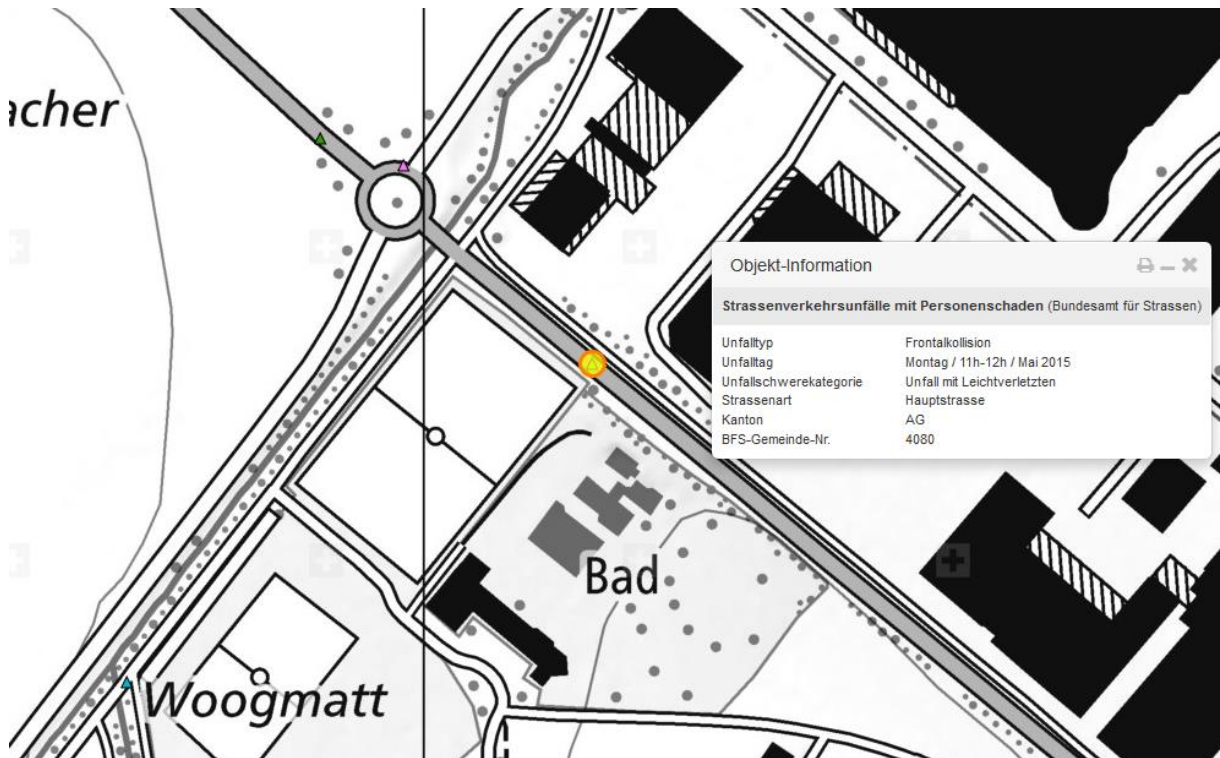 acher
Objekt-Information
Strassenverkehrsunfälle mit Personenschaden (Bundesamt für Strassen)
Unfalltyp Frontalkollision
Unfalltag Montag / 11h-12h / Mai 2015
Unfallschwerekategorie Unfall mit Leichtverletzten
Strassenart Hauptstrasse
Kanton AG
BFS-Gemeinde-Nr. 4080
Bad
Woogmatt